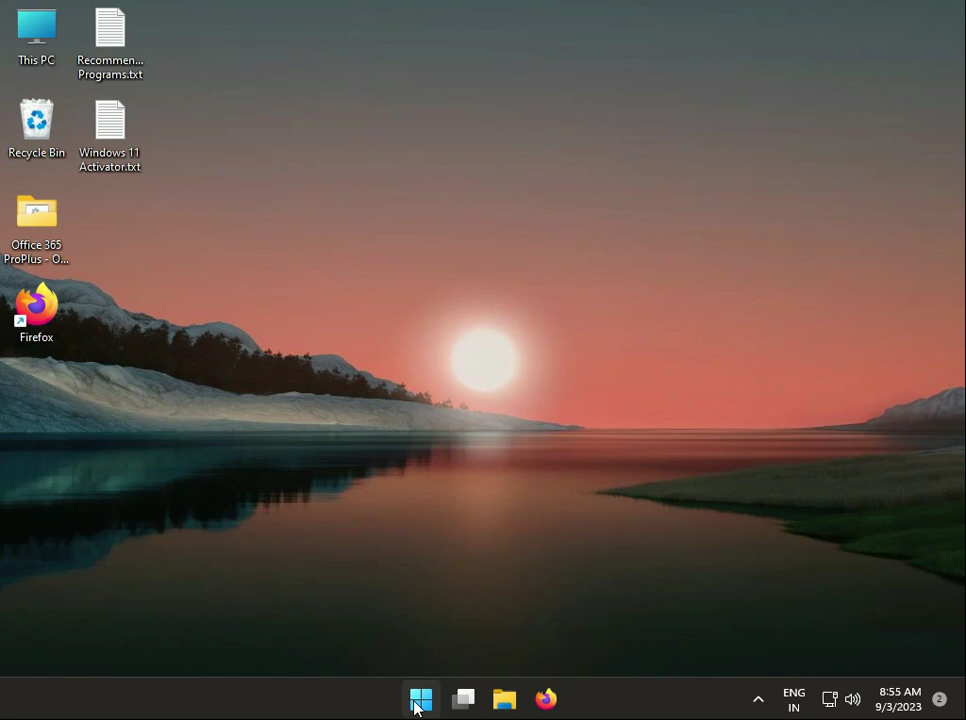 This PC
Recommen...
Programs.txt
Recycle Bin
Windows 11
Activator.txt
Office 365
ProPlus - O...
Firefox
ENG
IN
8:55 AM
9/3/2023
2